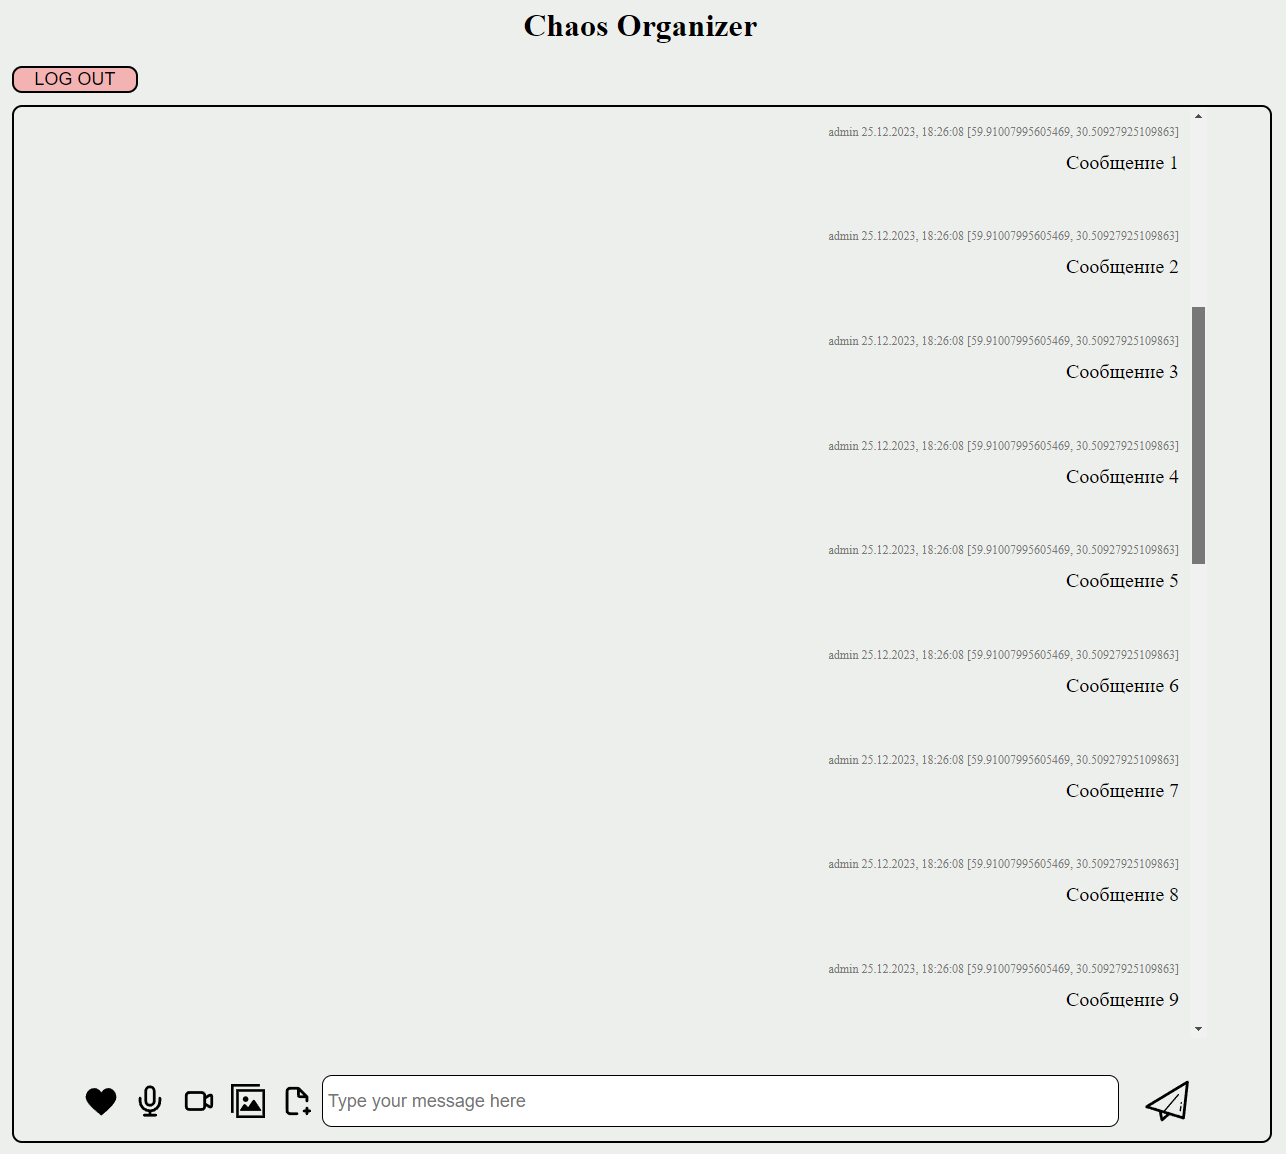 Chaos Organizer
LOG OUT
admin 25.12.2023, 18:26:08 [59.91007995605469, 30.50927925109863]
Сообщение 1
admin 25.12.2023, 18:26:08 [59.91007995605469, 30.50927925109863]
Сообщение 2
admin 25.12.2023, 18:26:08 [59.91007995605469, 30.50927925109863]
Сообщение 3
admin 25.12.2023, 18:26:08 [59.91007995605469, 30.50927925109863]
Сообщение 4
admin 25.12.2023, 18:26:08 [59.91007995605469, 30.50927925109863]
Сообщение 5
admin 25.12.2023, 18:26:08 [59.91007995605469, 30.50927925109863]
Сообщение 6
admin 25.12.2023, 18:26:08 [59.91007995605469, 30.50927925109863]
Сообщение 7
admin 25.12.2023, 18:26:08 [59.91007995605469, 30.50927925109863]
Сообщение 8
admin 25.12.2023, 18:26:08 [59.91007995605469, 30.50927925109863]
Сообщение 9
Type your message here